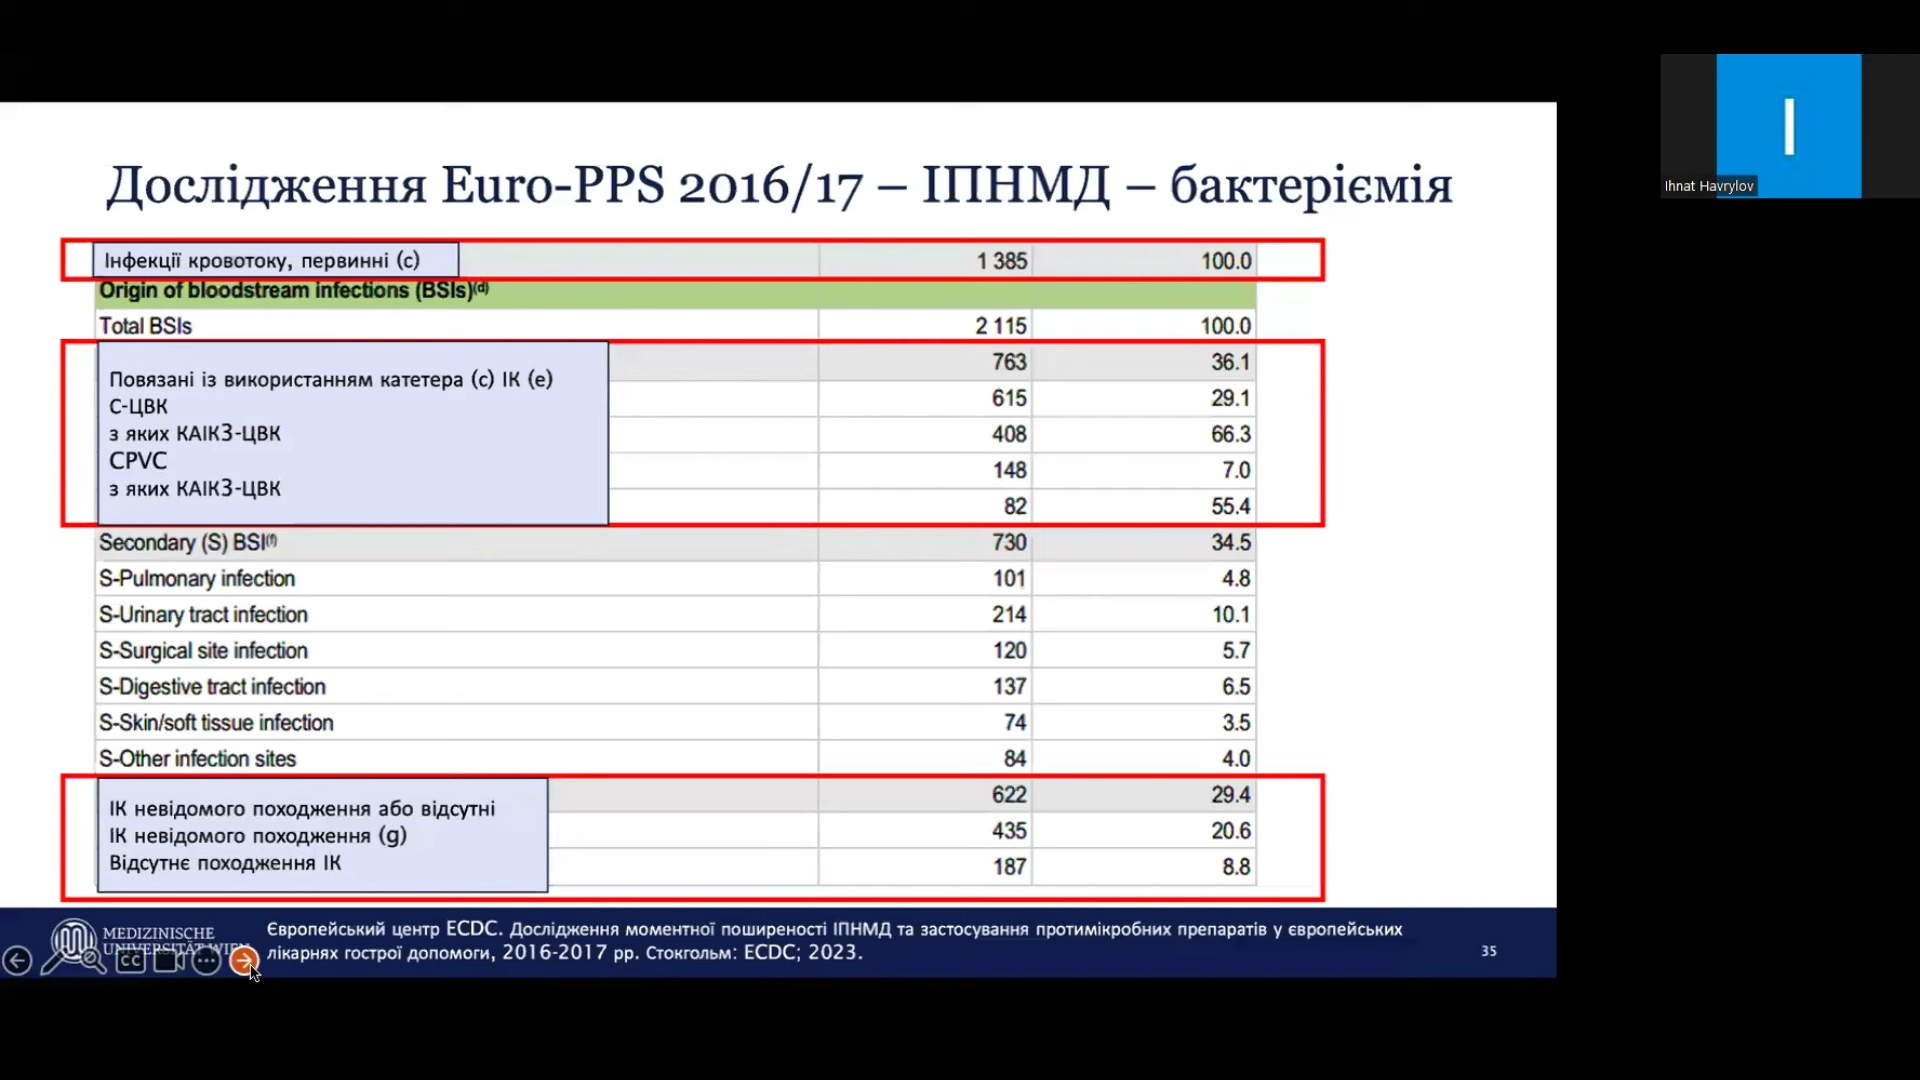 Дослідження Euro-PPS 2016/17 – ІПНМД – бактеріємія
Інфекції кровотоку, первинні (c) 1 385 100.0
Origin of bloodstream infections (BSIs)(d)
Total BSIs 2 115 100.0
Повязані із використанням катетера (c) ІК (e) 763 36.1
С-ЦВК 615 29.1
з яких КАІКЗ-ЦВК 408 66.3
CPVC 148 7.0
з яких КАІКЗ-ЦВК 82 55.4
Secondary (S) BSI(f) 730 34.5
S-Pulmonary infection 101 4.8
S-Urinary tract infection 214 10.1
S-Surgical site infection 120 5.7
S-Digestive tract infection 137 6.5
S-Skin/soft tissue infection 74 3.5
S-Other infection sites 84 4.0
ІК невідомого походження або відсутні 622 29.4
ІК невідомого походження (g) 435 20.6
Відсутнє походження ІК 187 8.8
MEDIZINISCHE
UNIVERSITÄT WIEN
Європейський центр ECDC. Дослідження моментної поширеності ІПНМД та застосування протимікробних препаратів у європейських
лікарнях гострої допомоги, 2016-2017 рр. Стокгольм: ECDC; 2023.
35
CC
I
Ihnat Havrylov